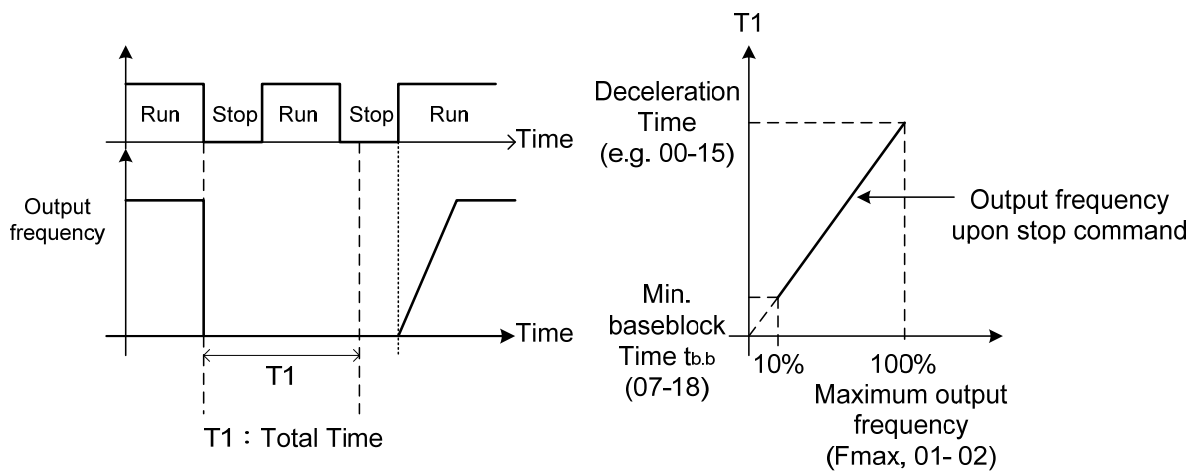 Run
Stop
Run
Stop
Run
Time
Output
frequency
Time
T1
T1：Total Time
T1
Deceleration
Time
(e.g. 00-15)
Output frequency
upon stop command
Min.
baseblock
Time tb.b
(07-18)
10%
100%
Maximum output
frequency
(Fmax, 01- 02)